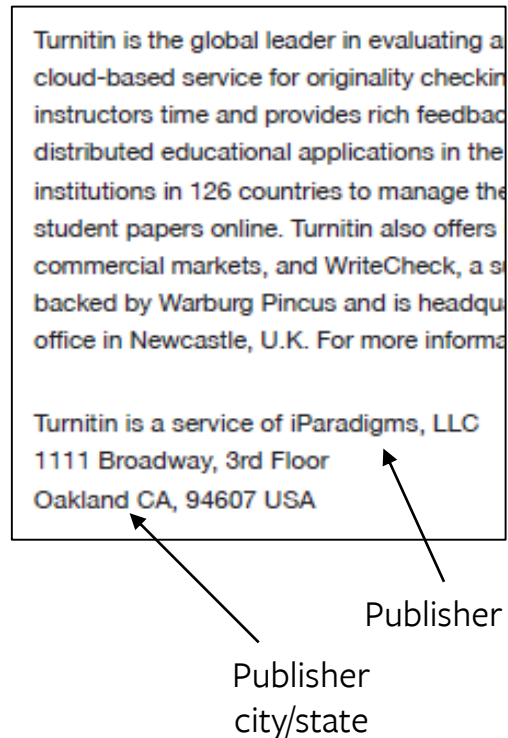 Turnitin is the global leader in evaluating a
cloud-based service for originality checkin
instructors time and provides rich feedbac
distributed educational applications in the
institutions in 126 countries to manage the
student papers online. Turnitin also offers
commercial markets, and WriteCheck, a su
backed by Warburg Pincus and is headqua
office in Newcastle, U.K. For more informa
Turnitin is a service of iParadigms, LLC
1111 Broadway, 3rd Floor
Oakland CA, 94607 USA
Publisher
Publisher
city/state